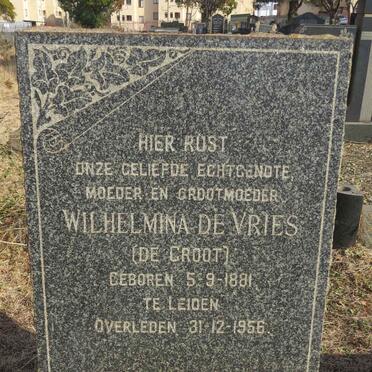 HIER RUST
ONZE GELIEFDE ECHTGENOTE,
MOEDER EN GROOTMOEDER
WILHELMINA DE VRIES
(DE GROOT)
GEBOREN 5-9-1881
TE LEIDEN
OVERLEDEN 31-12-1956.